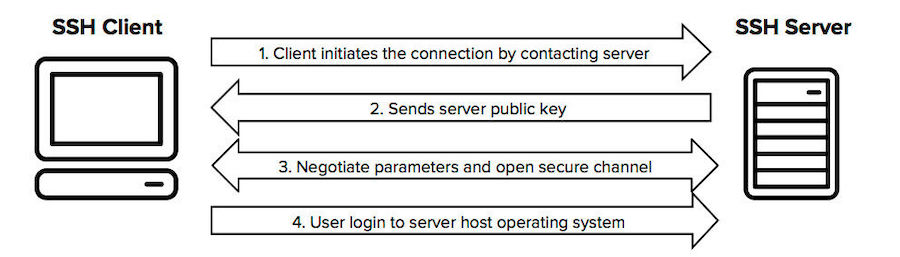 SSH Client
SSH Server
1. Client initiates the connection by contacting server
2. Sends server public key
3. Negotiate parameters and open secure channel
4. User login to server host operating system